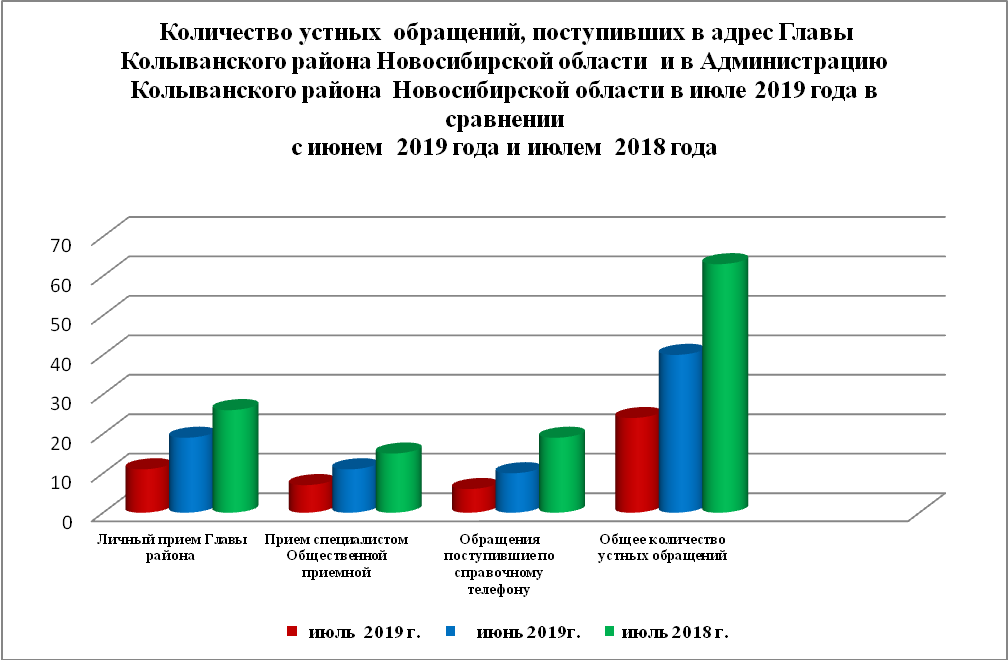 Количество устных обращений, поступивших в адрес Главы
Колыванского района Новосибирской области и в Администрацию
Колыванского района Новосибирской области в июле 2019 года в
сравнении
с июнем 2019 года и июлем 2018 года
70
60
50
40
30
20
10
0
Личный прием Главы
района
Прием специалистом
Общественной
приемной
Обращения
поступившие по
справочному
телефону
Общее количество
устных обращений
июль 2019 г.
июнь 2019г.
июль 2018 г.